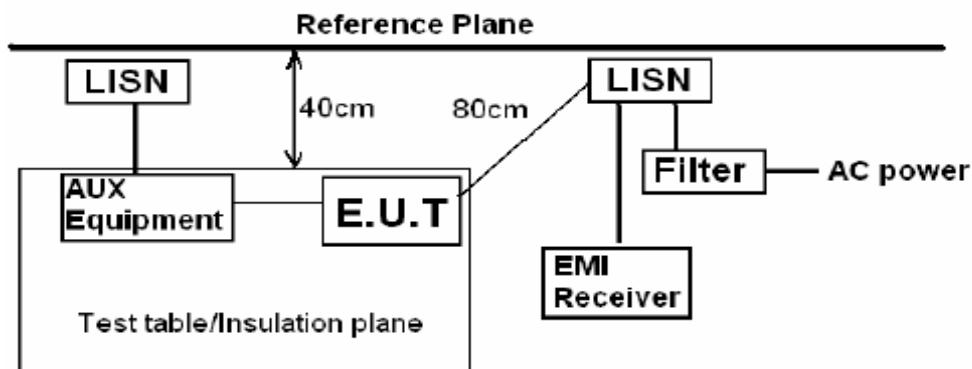 Reference Plane
LISN
LISN
40cm
80cm
Filter
AC power
AUX
Equipment
E.U.T
EMI
Receiver
Test table/Insulation plane